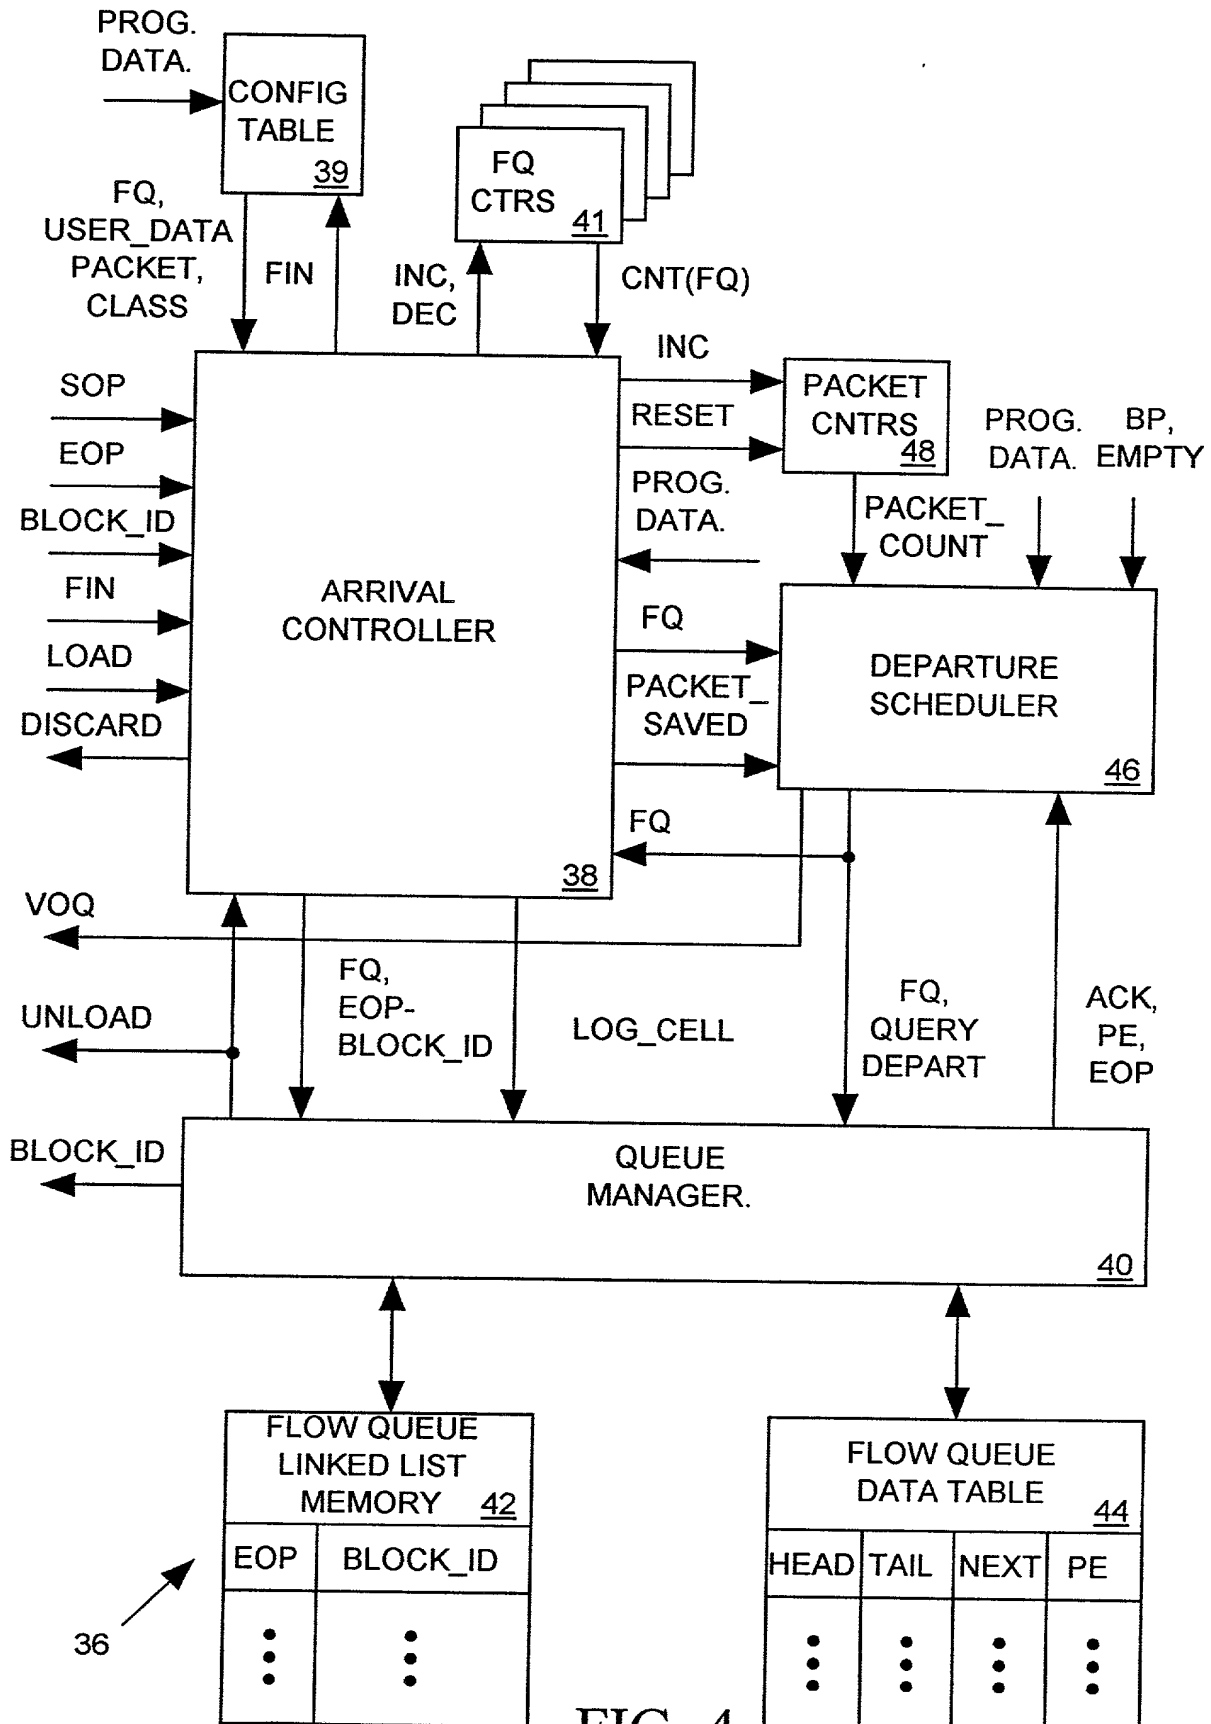 PROG.
DATA.
CONFIG
TABLE
39
FQ
CTRS
41
FQ,
USER_DATA
PACKET,
CLASS
FIN
INC,
DEC
CNT(FQ)
INC
RESET
PACKET
CNTRS
48
PROG.
DATA.
BP,
EMPTY
SOP
EOP
BLOCK_ID
FIN
LOAD
DISCARD
ARRIVAL
CONTROLLER
38
PROG.
DATA.
PACKET_
COUNT
FQ
PACKET_
SAVED
FQ
DEPARTURE
SCHEDULER
46
VOQ
UNLOAD
BLOCK_ID
FQ,
EOP-
BLOCK_ID
LOG_CELL
FQ,
QUERY
DEPART
ACK,
PE,
EOP
QUEUE
MANAGER.
40
FLOW QUEUE
LINKED LIST
MEMORY
42
EOP
BLOCK_ID
FLOW QUEUE
DATA TABLE
44
HEAD
TAIL
NEXT
PE
36
FIG. 4